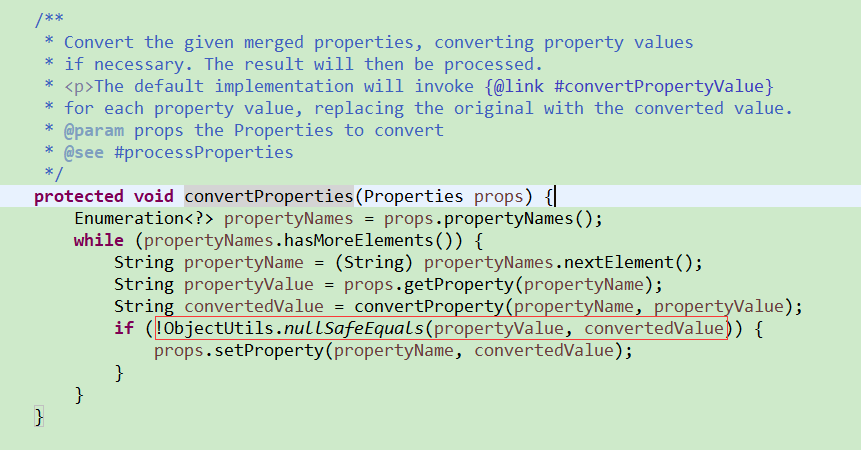 /**
 * Convert the given merged properties, converting property values
 * if necessary. The result will then be processed.
 * <p>The default implementation will invoke {@link #convertPropertyValue}
 * for each property value, replacing the original with the converted value.
 * @param props the Properties to convert
 * @see #processProperties
 */
protected void convertProperties(Properties props) {
    Enumeration<?> propertyNames = props.propertyNames();
    while (propertyNames.hasMoreElements()) {
        String propertyName = (String) propertyNames.nextElement();
        String propertyValue = props.getProperty(propertyName);
        String convertedValue = convertProperty(propertyName, propertyValue);
        if (!ObjectUtils.nullSafeEquals(propertyValue, convertedValue)) {
            props.setProperty(propertyName, convertedValue);
        }
    }
}